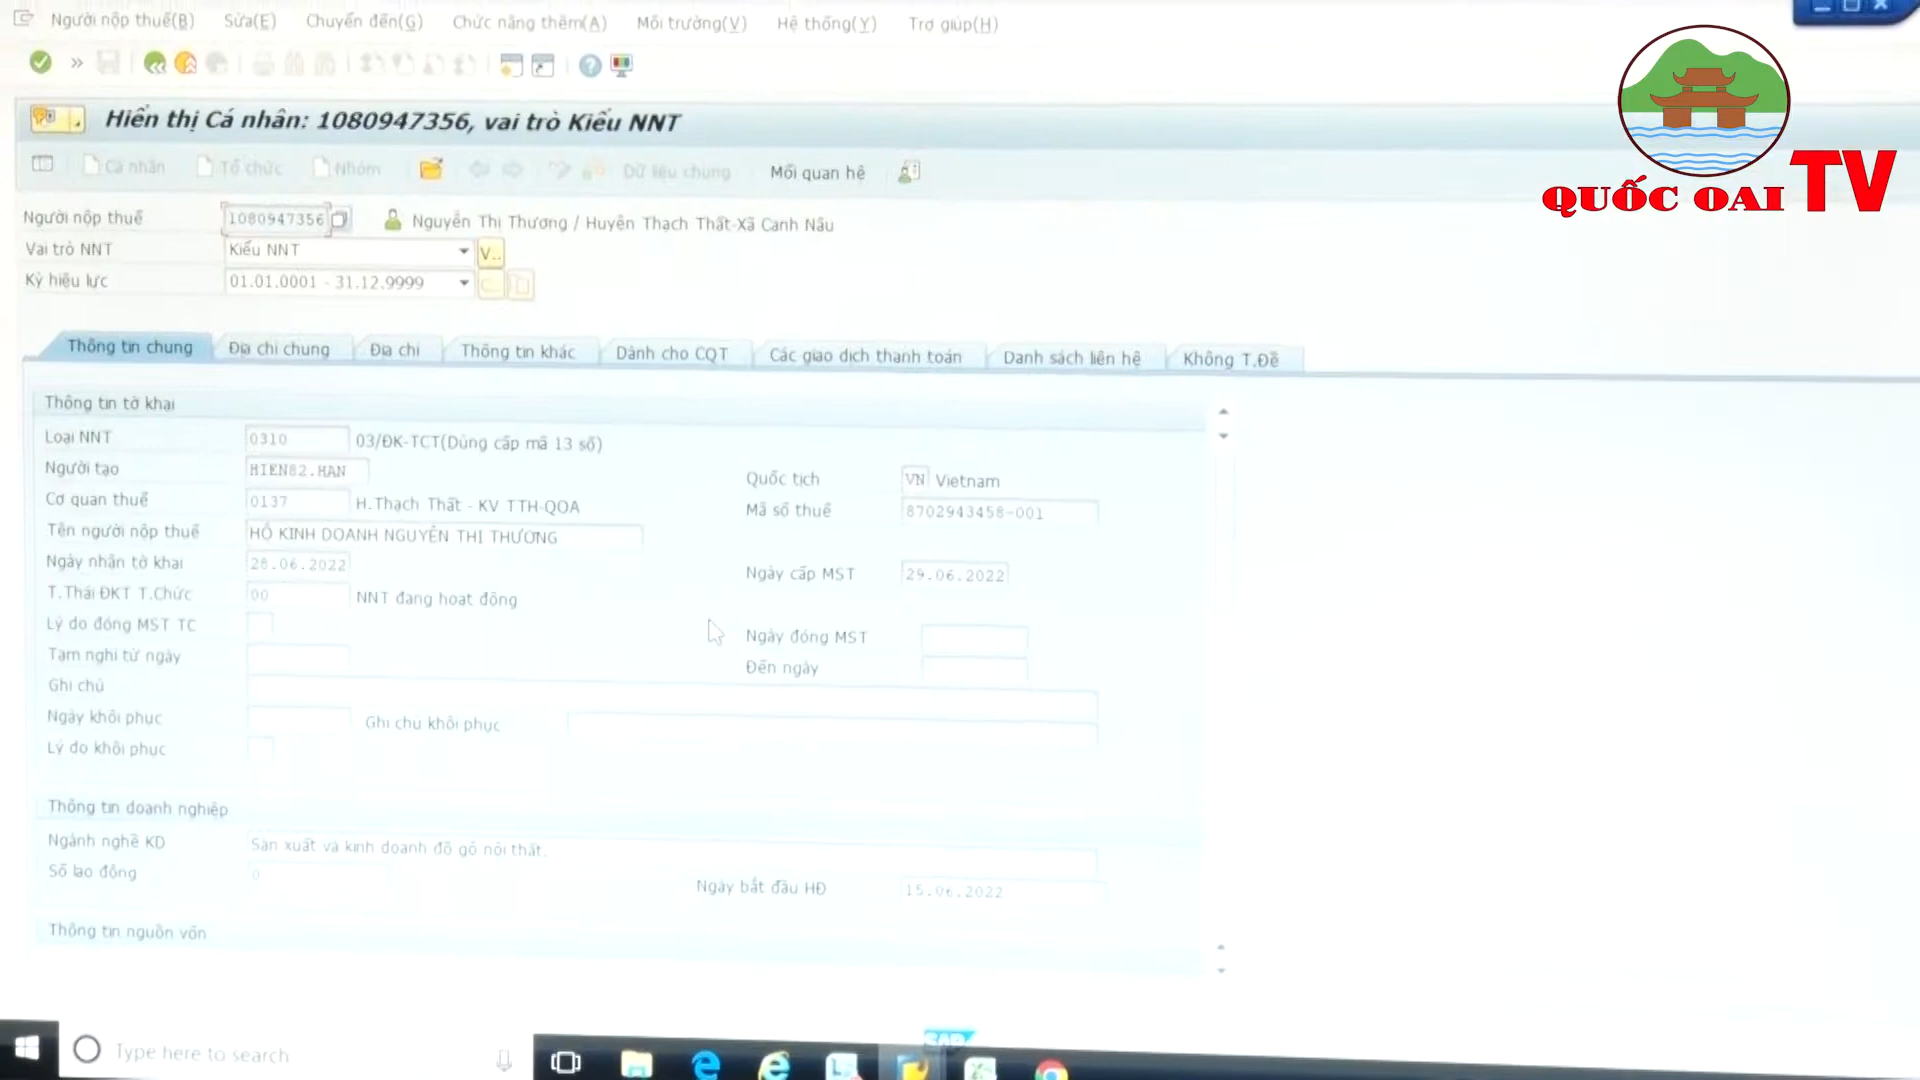 Người nộp thuế(B) Sửa(E) Chuyển đến(G) Chức năng thêm(A) Môi trường(V) Hệ thống(Y) Trợ giúp(H)
Hiển thị Cá nhân: 1080947356, vai trò Kiểu NNT
Cá nhân Tổ chức Nhóm Dữ liệu chung Mối quan hệ
QUỐC OAI TV
Người nộp thuế 1080947356 Nguyễn Thị Thương / Huyện Thạch Thất-Xã Canh Nậu
Vai trò NNT Kiểu NNT V..
Kỳ hiệu lực 01.01.0001 - 31.12.9999
Thông tin chung Địa chỉ chung Địa chỉ Thông tin khác Dành cho CQT Các giao dịch thanh toán Danh sách liên hệ Không T.Đề
Thông tin tờ khai
Loại NNT 0310 03/ĐK-TCT(Dùng cấp mã 13 số)
Người tạo HIEN82.HAN Quốc tịch VN Vietnam
Cơ quan thuế 0137 H.Thạch Thất - KV TTH-QOA Mã số thuế 8702943458-001
Tên người nộp thuế HỘ KINH DOANH NGUYỄN THỊ THƯƠNG
Ngày nhận tờ khai 28.06.2022 Ngày cấp MST 29.06.2022
T.Thái ĐKT T.Chức 00 NNT đang hoạt động
Lý do đóng MST TC Ngày đóng MST
Tạm nghỉ từ ngày Đến ngày
Ghi chú
Ngày khôi phục Ghi chú khôi phục
Lý do khôi phục
Thông tin doanh nghiệp
Ngành nghề KD Sản xuất và kinh doanh đồ gỗ nội thất.
Số lao động 0 Ngày bắt đầu HĐ 15.06.2022
Thông tin nguồn vốn
SAP
Type here to search